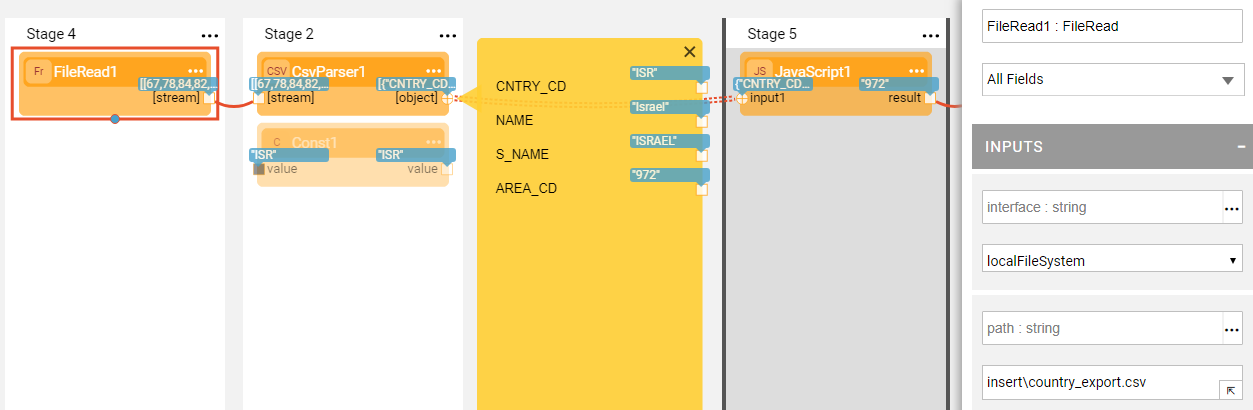 Stage 4
...
Fr
FileRead1
...
[[67,78,84,82,...
[stream]
Stage 2
...
CSV
CsvParser1
...
[[67,78,84,82,...
[{"CNTRY_CD...
[stream]
[object]
C
Const1
...
"ISR"
"ISR"
value
value
CNTRY_CD
"ISR"
NAME
"Israel"
S_NAME
"ISRAEL"
AREA_CD
"972"
Stage 5
...
JS
JavaScript1
...
{"CNTRY_CD...
"972"
input1
result
FileRead1 : FileRead
All Fields
INPUTS
interface : string
...
localFileSystem
path : string
...
insert\country_export.csv